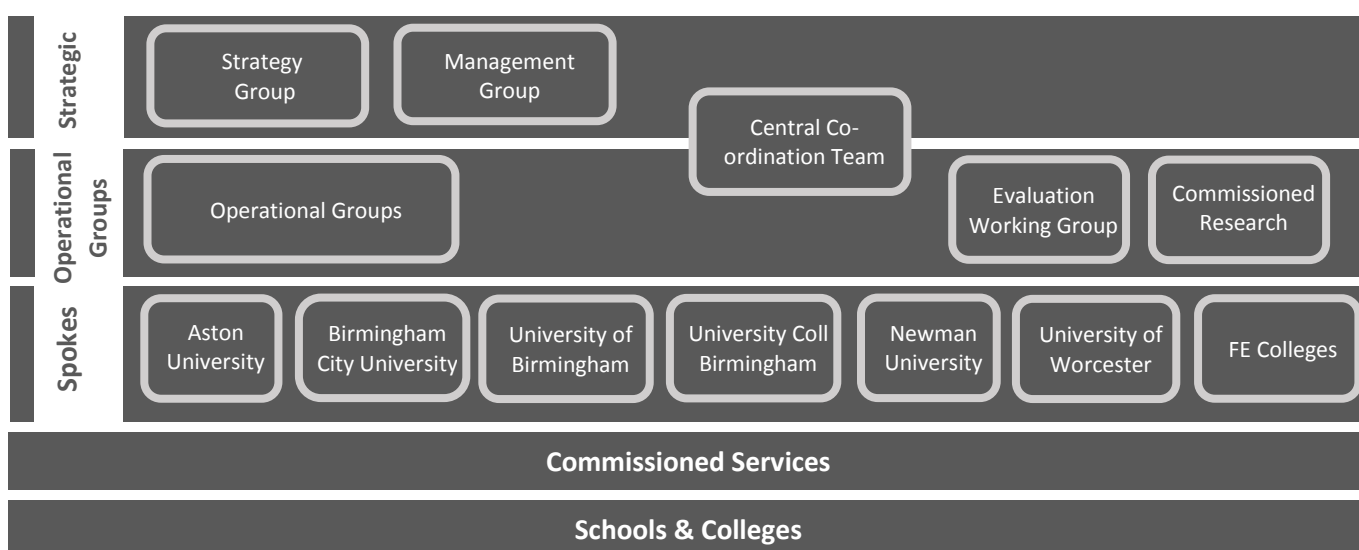 Strategic
Strategy
Group
Management
Group
Central Co-
ordination Team
Operational
Groups
Operational Groups
Evaluation
Working Group
Commissioned
Research
Spokes
Aston
University
Birmingham
City University
University of
Birmingham
University Coll
Birmingham
Newman
University
University of
Worcester
FE Colleges
Commissioned Services
Schools & Colleges